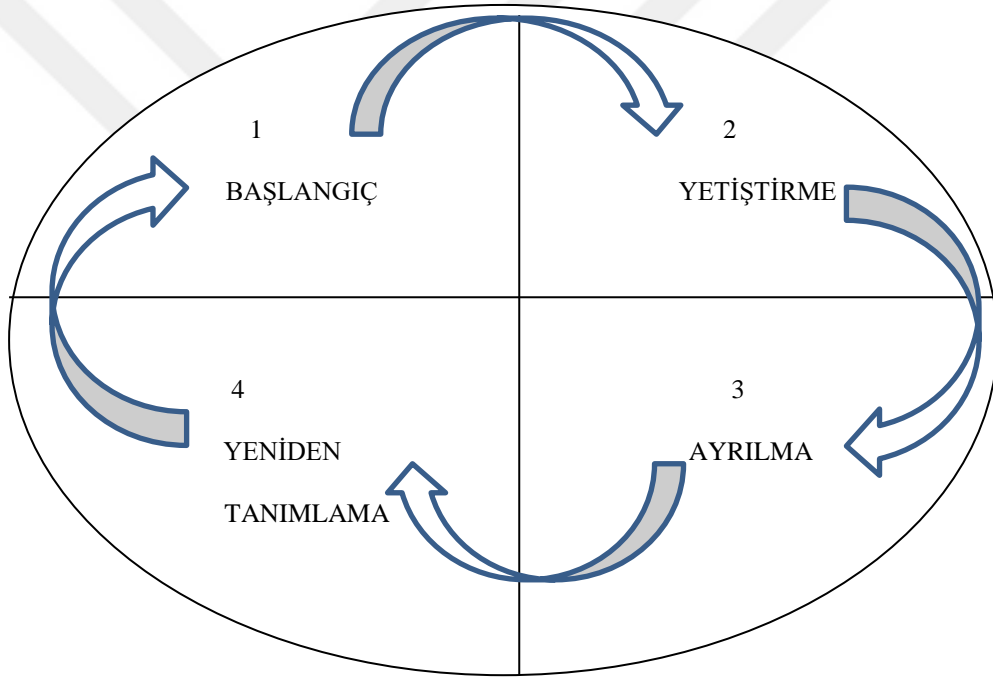 1
BAŞLANGIÇ
2
YETİŞTİRME
3
AYRILMA
4
YENİDEN
TANIMLAMA